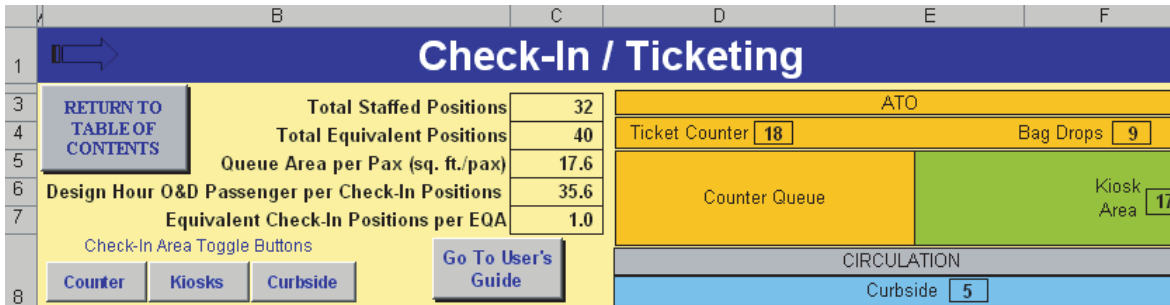 B C D E F
1 Check-In / Ticketing
3 RETURN TO TABLE OF CONTENTS Total Staffed Positions 32 ATO
4 Total Equivalent Positions 40 Ticket Counter 18 Bag Drops 9
5 Queue Area per Pax (sq. ft./pax) 17.6
6 Design Hour O&D Passenger per Check-In Positions 35.6 Counter Queue Kiosk Area 17
7 Equivalent Check-In Positions per EQA 1.0
Check-In Area Toggle Buttons Go To User's Guide CIRCULATION
8 Counter Kiosks Curbside Curbside 5